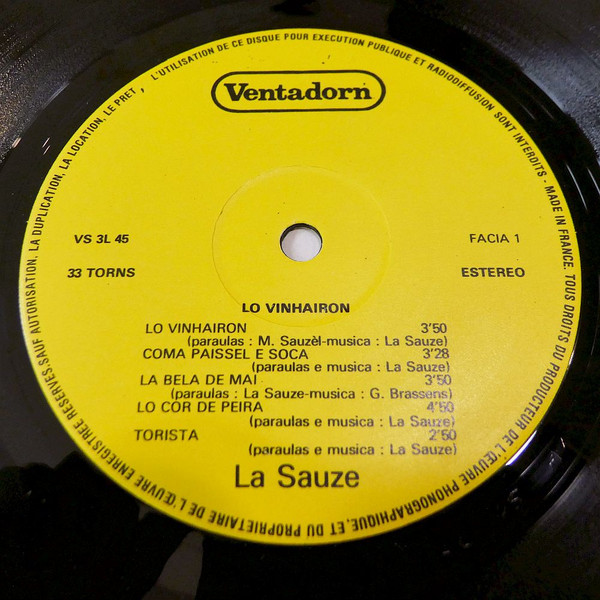 L'UTILISATION DE CE DISQUE POUR EXECUTION PUBLIQUE ET RADIODIFFUSION SONT INTERDITS - MADE IN FRANCE. TOUS DROITS DU PRODUCTEUR DE L'ŒUVRE PHONOGRAPHIQUE, ET DU PROPRIETAIRE DE L'ŒUVRE ENREGISTREE RESERVES. SAUF AUTORISATION. LA DUPLICATION, LA LOCATION, LE PRET,
Ventadorn
VS 3L 45
FACIA 1
33 TORNS
ESTEREO
LO VINHAIRON
LO VINHAIRON 3'50
(paraulas : M. Sauzèl-musica : La Sauze)
COMA PAISSEL E SOCA 3'28
(paraulas e musica : La Sauze)
LA BELA DE MAI 3'50
(paraulas : La Sauze-musica : G. Brassens)
LO COR DE PEIRA 4'50
(paraulas e musica : La Sauze)
TORISTA 2'50
(paraulas e musica : La Sauze)
La Sauze